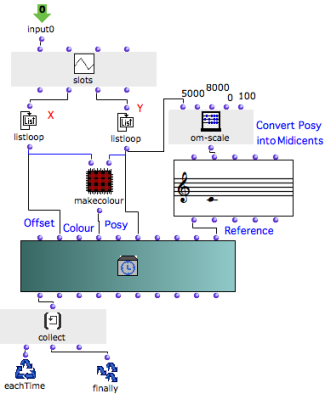 0
input0
slots
X
Y
listloop
listloop
5000
8000
0
100
om-scale
Convert Posy
into Midicents
makecolour
Offset
Colour
Posy
Reference
collect
eachTime
finally